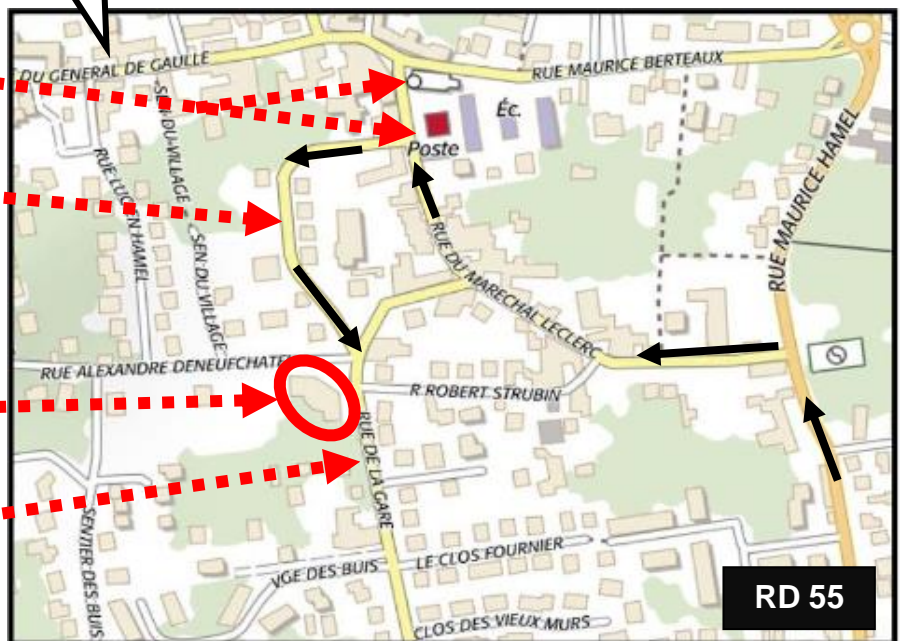 DU GENERAL DE GAULLE
RUE MAURICE BERTEAUX
SEN. DU VILLAGE
Éc.
Poste
RUE LUCIEN HAMEL
RUE MAURICE HAMEL
SEN. DU VILLAGE
RUE DU MARECHAL LECLERC
RUE ALEXANDRE DENEUFCHATEL
R ROBERT STRUBIN
RUE DE LA GARE
SENTIER DES BUIS
VGE DES BUIS
LE CLOS FOURNIER
RD 55
CLOS DES VIEUX MURS